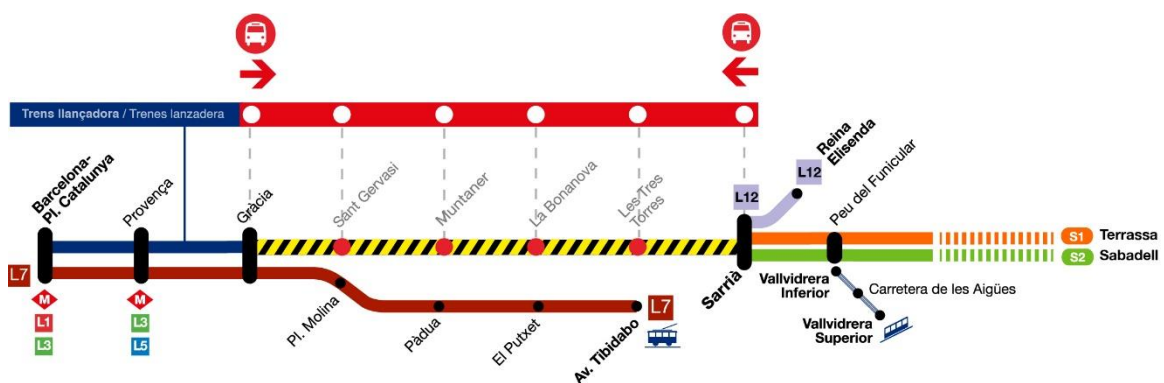 Trens llançadora / Trenes lanzadera
Barcelona-
Pl. Catalunya
Provença
Gràcia
Sant Gervasi
Muntaner
La Bonanova
Les Tres
Torres
L12
L12
Reina
Elisenda
Peu del Funicular
S1 Terrassa
S2 Sabadell
L7
Sarrià
Vallvidrera
Inferior
Carretera de les Aigües
Vallvidrera
Superior
M
L1
L3
M
L3
L5
Pl. Molina
Pàdua
El Putxet
Av. Tibidabo
L7